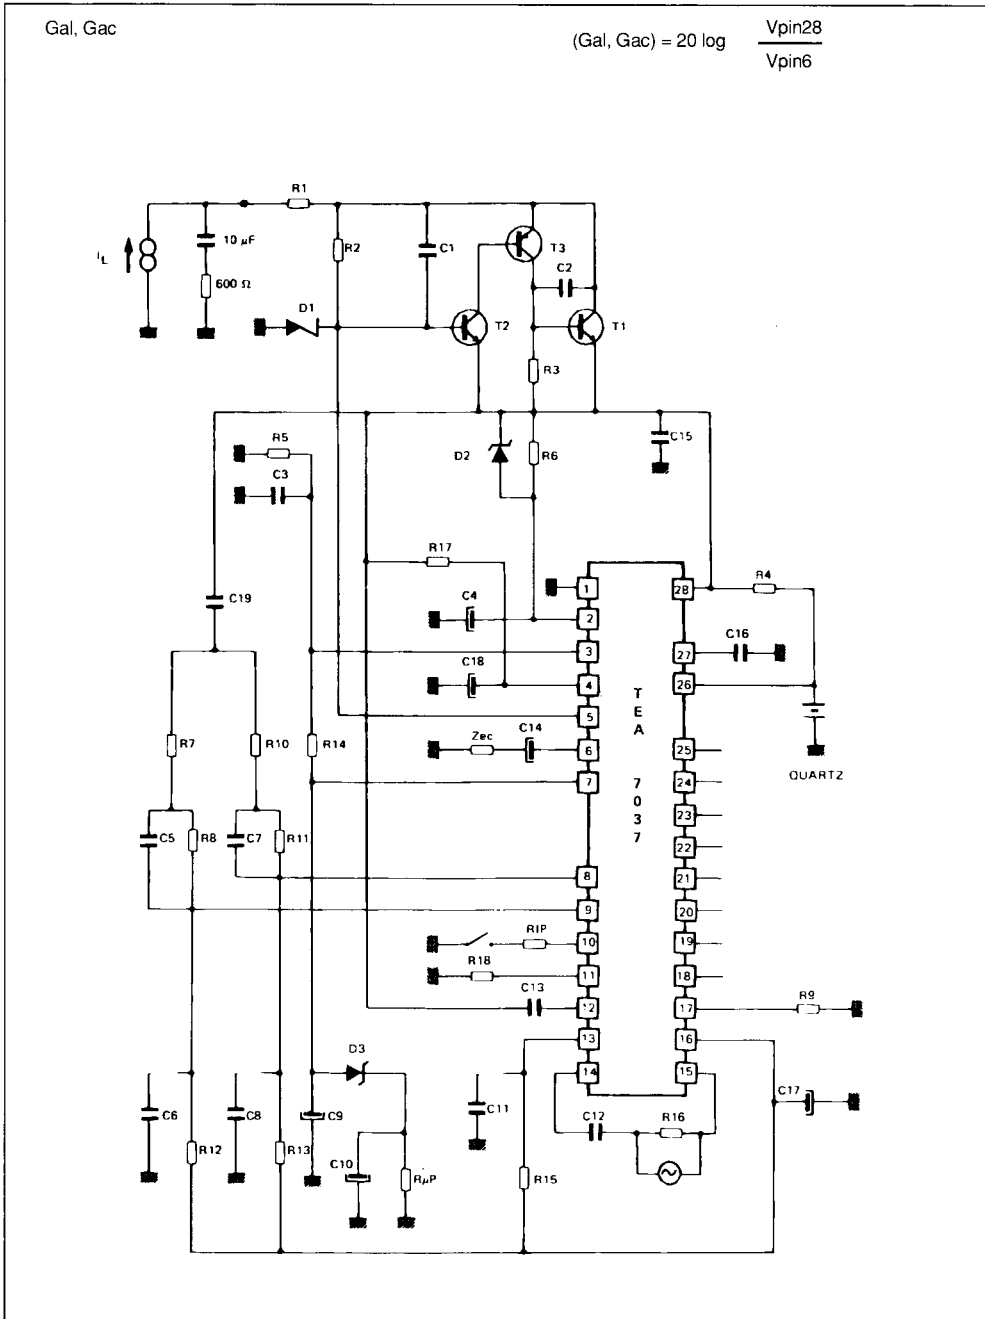 Gal, Gac
(Gal, Gac) = 20 log Vpin28
Vpin6
R1
IL
10 µF
600 Ω
R2
C1
T3
C2
D1
T2
T1
R3
R5
D2
R6
C15
C3
R17
R4
C19
C4
1
28
2
C16
3
27
C18
4
26
T
E
A
5
Zec
C14
R7
R10
R14
6
25
QUARTZ
7
24
7
0
3
7
23
C5
R8
C7
R11
22
8
21
9
20
RIP
10
19
R18
11
18
C13
12
17
R9
13
16
D3
14
15
C6
C8
C9
C11
C17
C12
R16
R12
R13
C10
RµP
R15